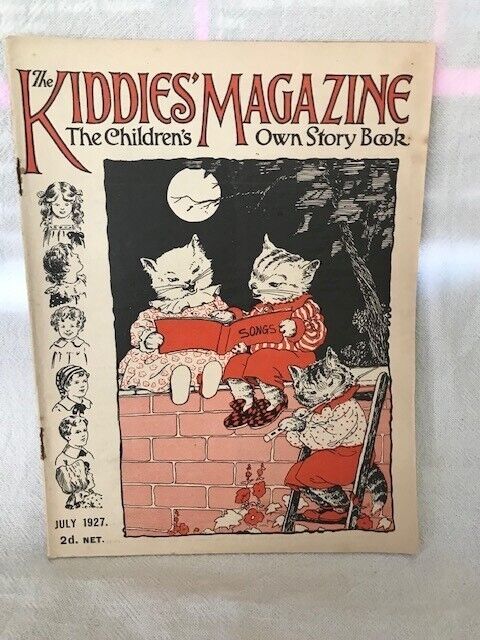 The
KIDDIES' MAGAZINE
The Children's Own Story Book
SONGS
JULY 1927.
2d. NET.